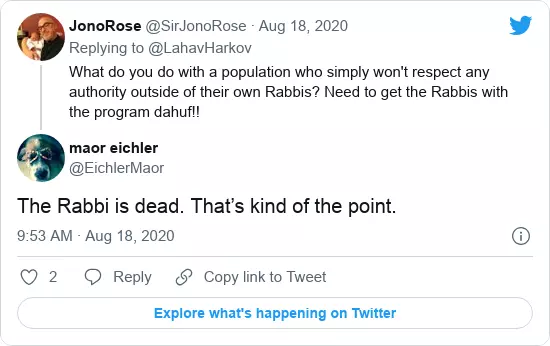 JonoRose @SirJonoRose · Aug 18, 2020
Replying to @LahavHarkov
What do you do with a population who simply won't respect any
authority outside of their own Rabbis? Need to get the Rabbis with
the program dahuf!!
maor eichler
@EichlerMaor
The Rabbi is dead. That’s kind of the point.
9:53 AM · Aug 18, 2020
2 Reply Copy link to Tweet
Explore what's happening on Twitter